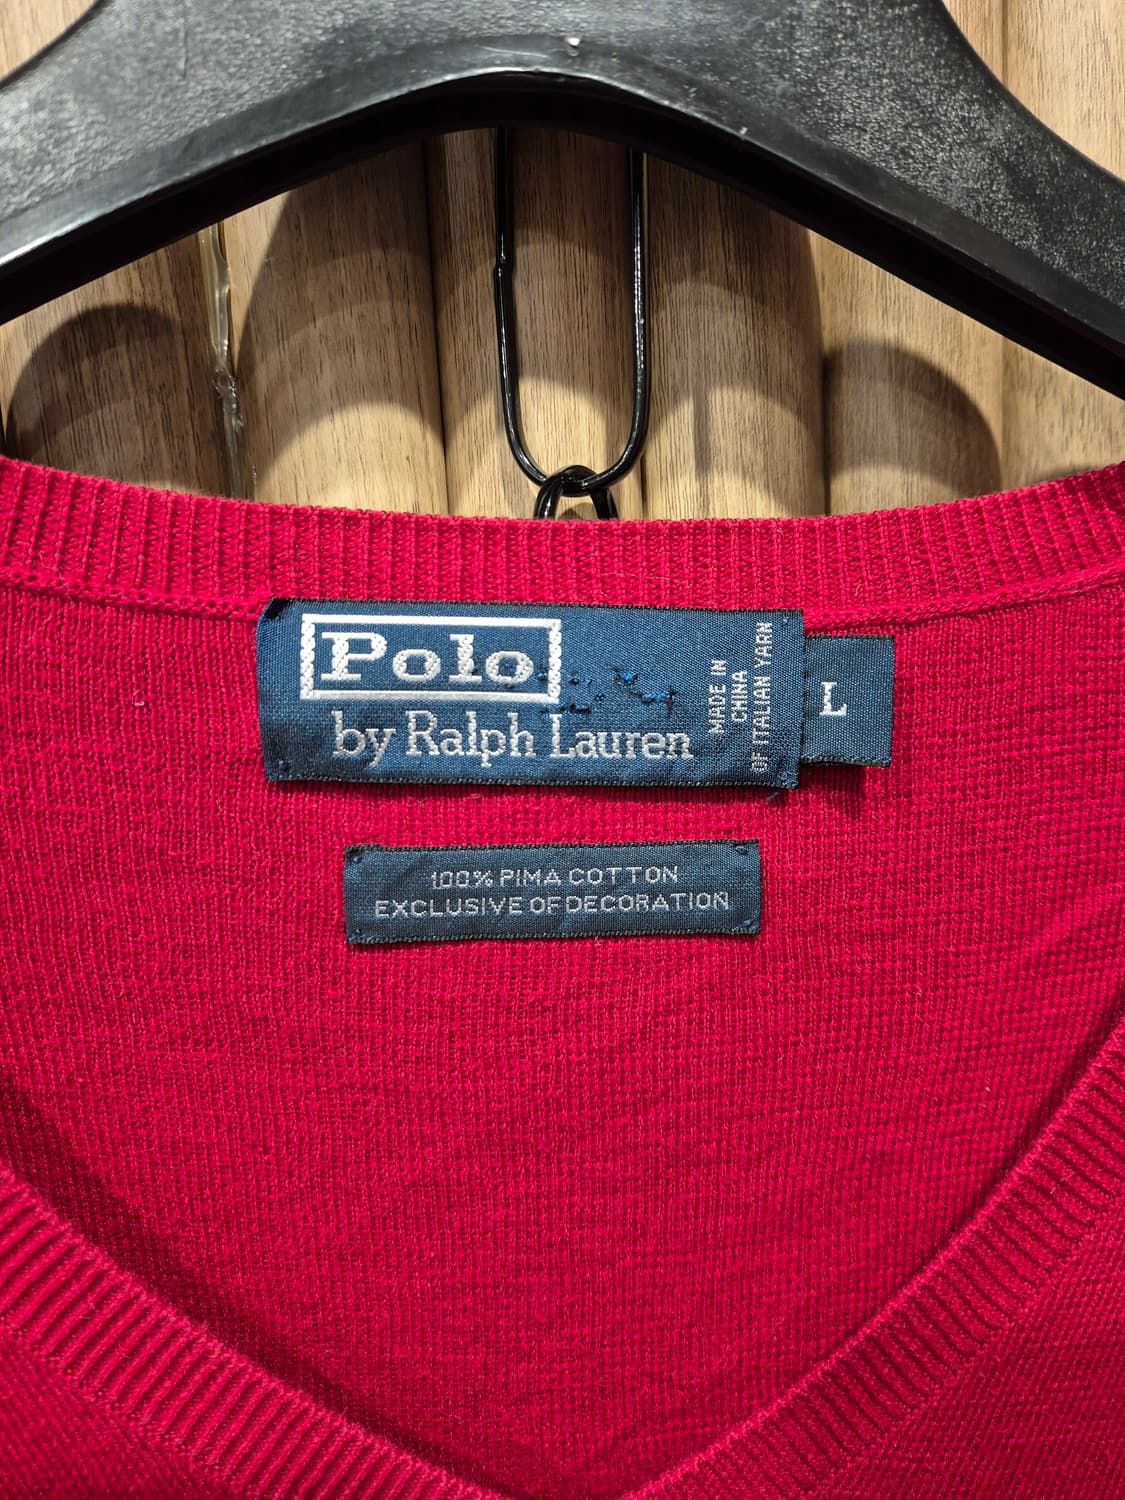 Polo
by Ralph Lauren
MADE IN
CHINA
OF ITALIAN YARN
L
100% PIMA COTTON
EXCLUSIVE OF DECORATION